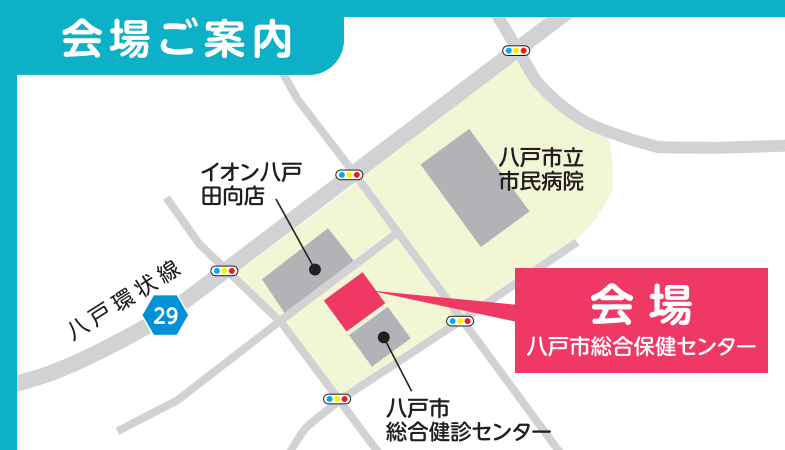 会場ご案内
八戸市立
市民病院
イオン八戸
田向店
八戸環状線
29
会場
八戸市総合保健センター
八戸市
総合健診センター